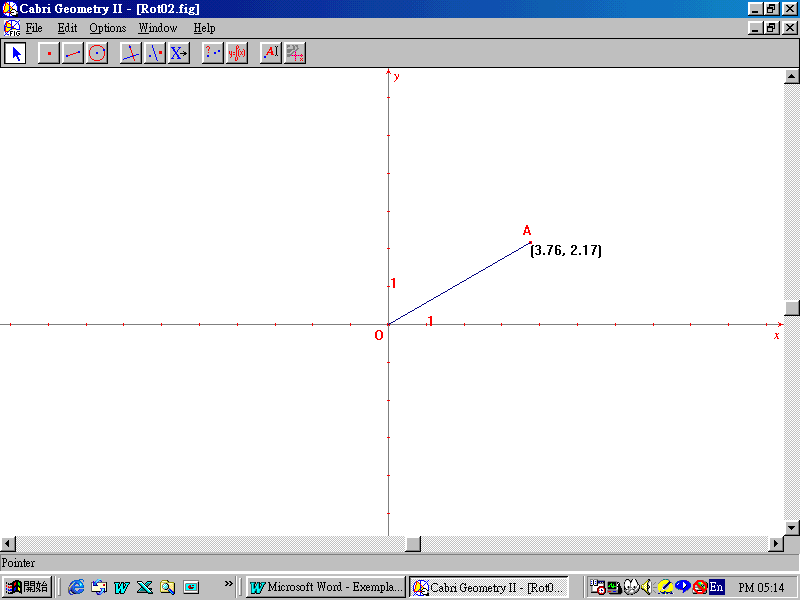 Cabri Geometry II - [Rot02.fig]
File Edit Options Window Help
y
A
(3.76, 2.17)
1
1
O
x
Pointer
開始
Microsoft Word - Exempla...
Cabri Geometry II - [Rot0...
En
PM 05:14